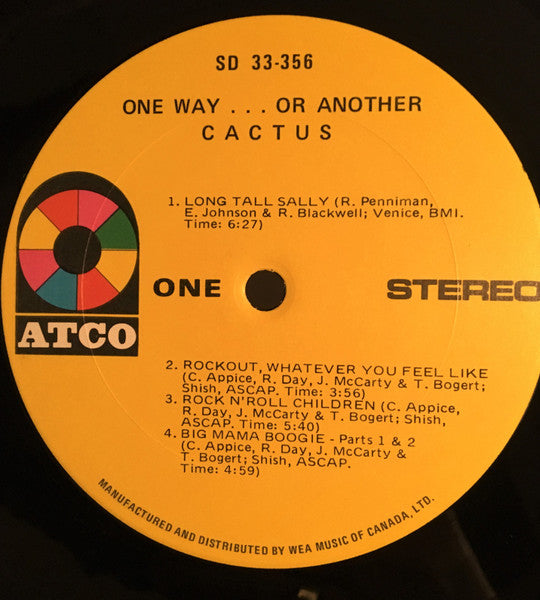 SD 33-356
ONE WAY . . . OR ANOTHER
CACTUS
1. LONG TALL SALLY (R. Penniman,
E. Johnson & R. Blackwell; Venice, BMI.
Time: 6:27)
ATCO
ONE
STEREO
2. ROCKOUT, WHATEVER YOU FEEL LIKE
(C. Appice, R. Day, J. McCarty & T. Bogert;
Shish, ASCAP. Time: 3:56)
3. ROCK N'ROLL CHILDREN (C. Appice,
R. Day, J. McCarty & T. Bogert; Shish,
ASCAP. Time: 5:40)
4. BIG MAMA BOOGIE - Parts 1 & 2
(C. Appice, R. Day, J. McCarty &
T. Bogert; Shish, ASCAP.
Time: 4:59)
MANUFACTURED AND DISTRIBUTED BY WEA MUSIC OF CANADA, LTD.